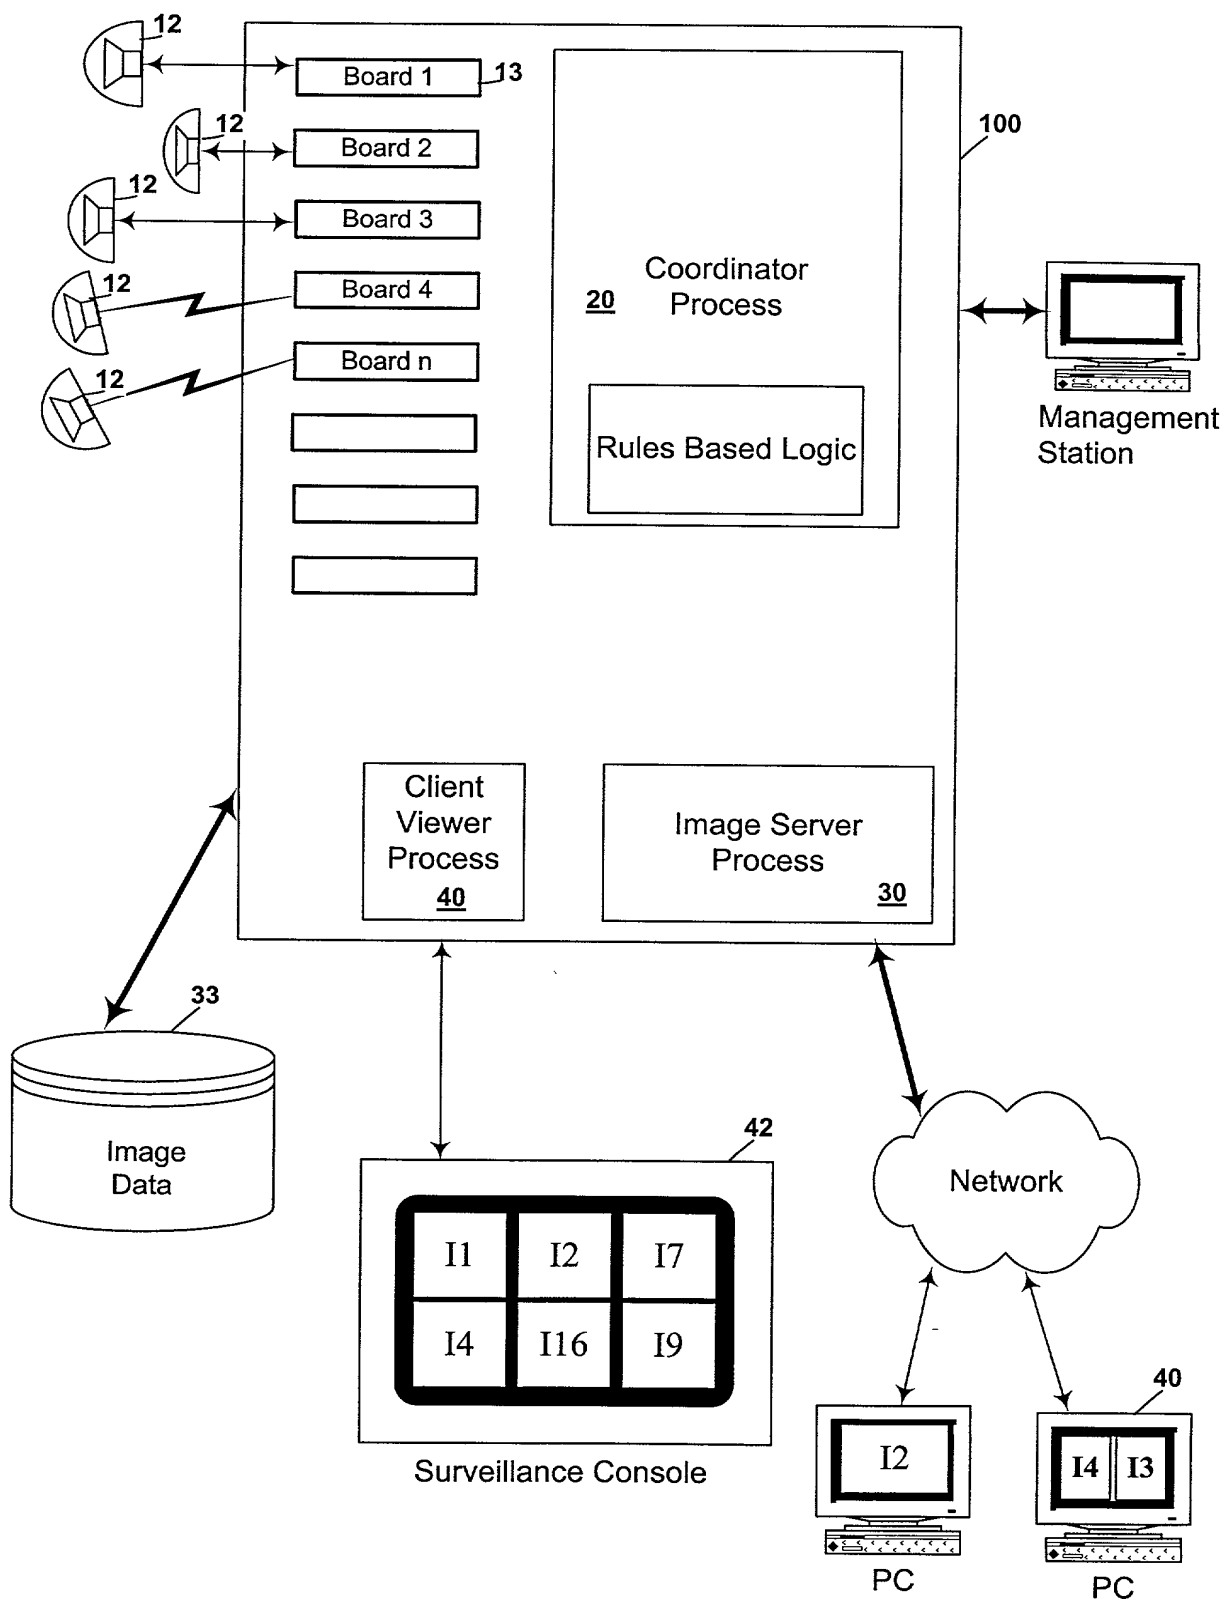 12
Board 1
13
12
Board 2
100
12
Board 3
Coordinator
Process
20
12
Board 4
12
Board n
Rules Based Logic
Management
Station
Client
Viewer
Process
40
Image Server
Process
30
33
Image
Data
42
I1 I2 I7
I4 I16 I9
Surveillance Console
Network
40
I2
I4 I3
PC
PC